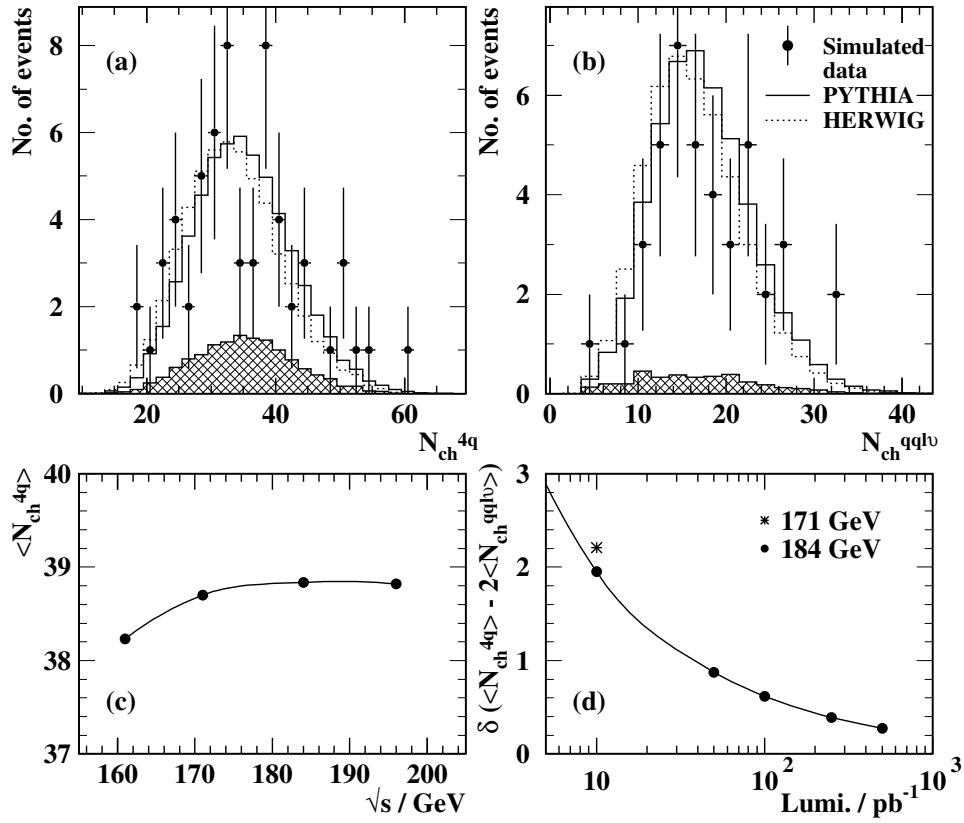 No. of events
8
6
4
2
0
(a)
20 40 60
N_ch^4q
No. of events
6
4
2
0
(b)
Simulated
data
PYTHIA
HERWIG
0 10 20 30 40
N_ch^qqlυ
<N_ch^4q>
40
39
38
37
(c)
160 170 180 190 200
√s / GeV
δ (<N_ch^4q> - 2<N_ch^qqlυ>)
3
2
1
0
171 GeV
184 GeV
(d)
10 10^2 10^3
Lumi. / pb^-1